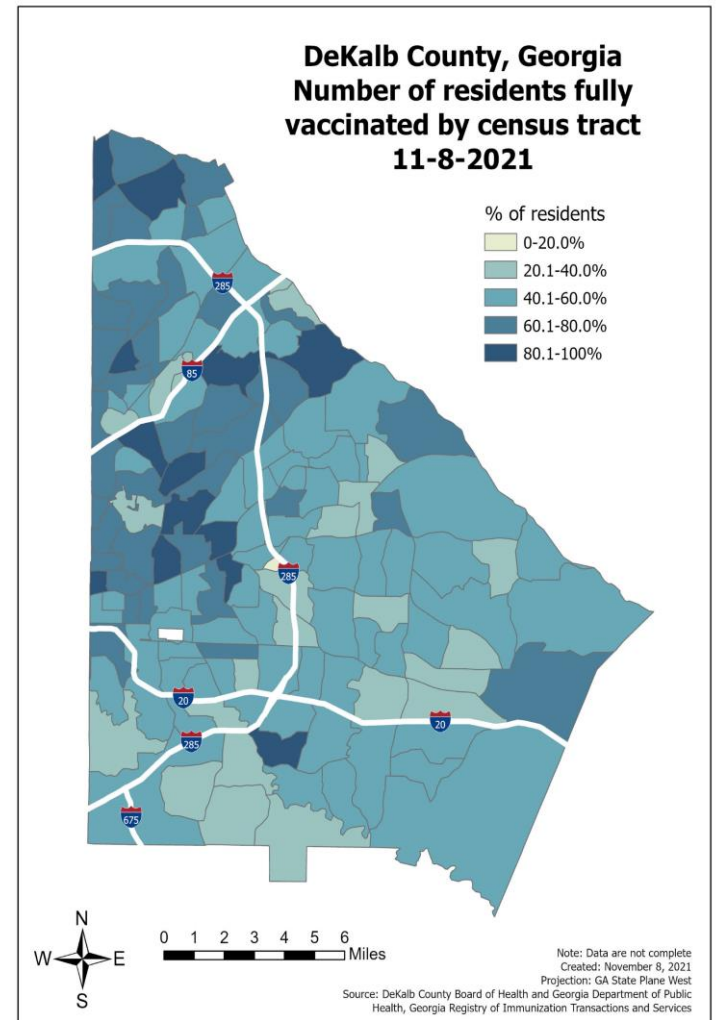 DeKalb County, Georgia
Number of residents fully
vaccinated by census tract
11-8-2021
% of residents
0-20.0%
20.1-40.0%
40.1-60.0%
60.1-80.0%
80.1-100%
285
85
285
20
20
285
675
N
W E
S
0 1 2 3 4 5 6
Miles
Note: Data are not complete
Created: November 8, 2021
Projection: GA State Plane West
Source: DeKalb County Board of Health and Georgia Department of Public
Health, Georgia Registry of Immunization Transactions and Services